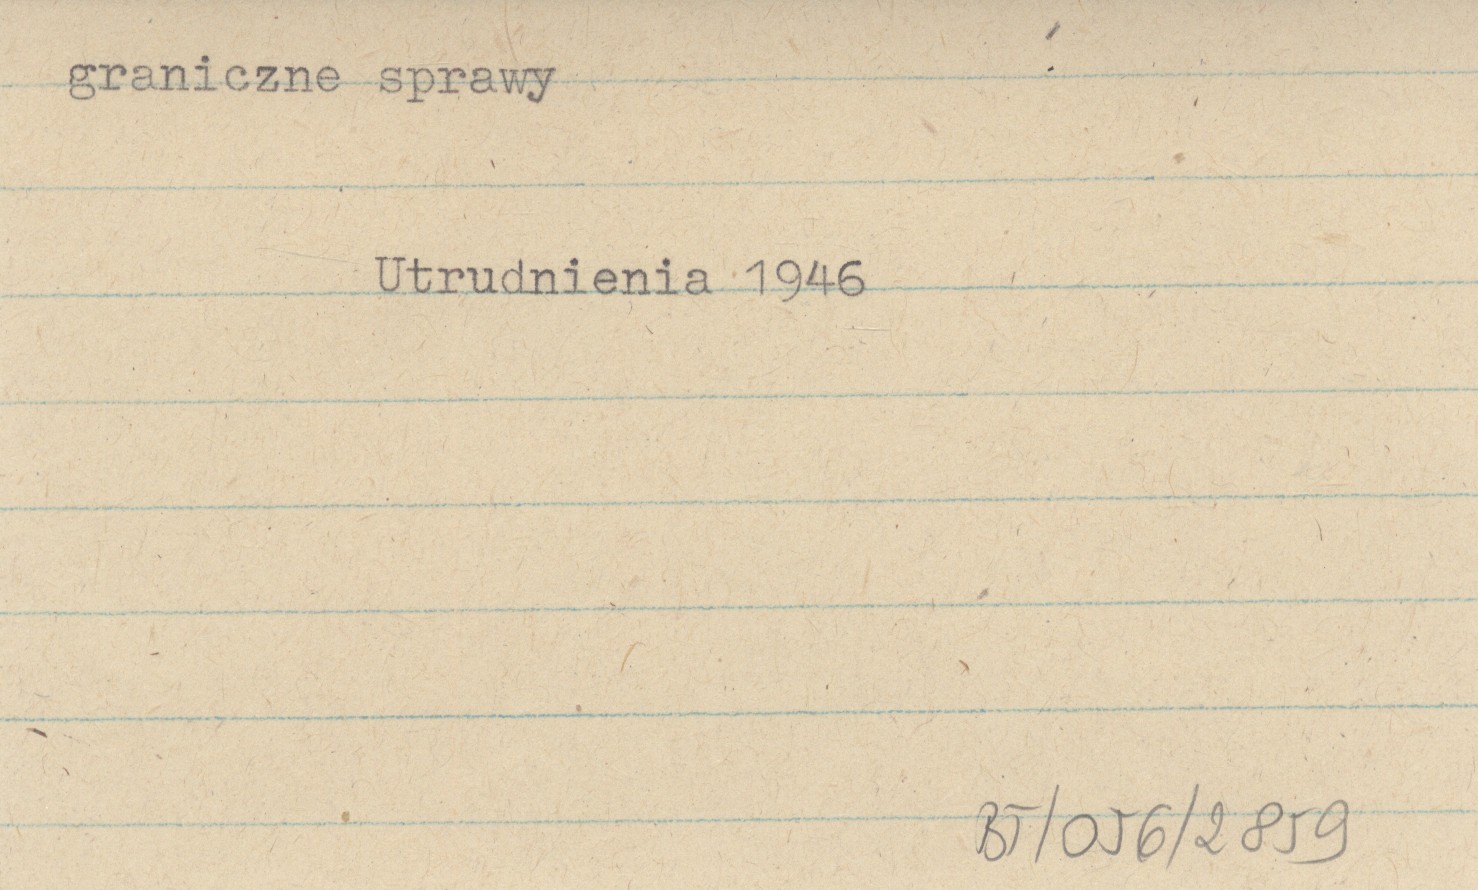 graniczne sprawy
Utrudnienia 1946
BT/056/2859